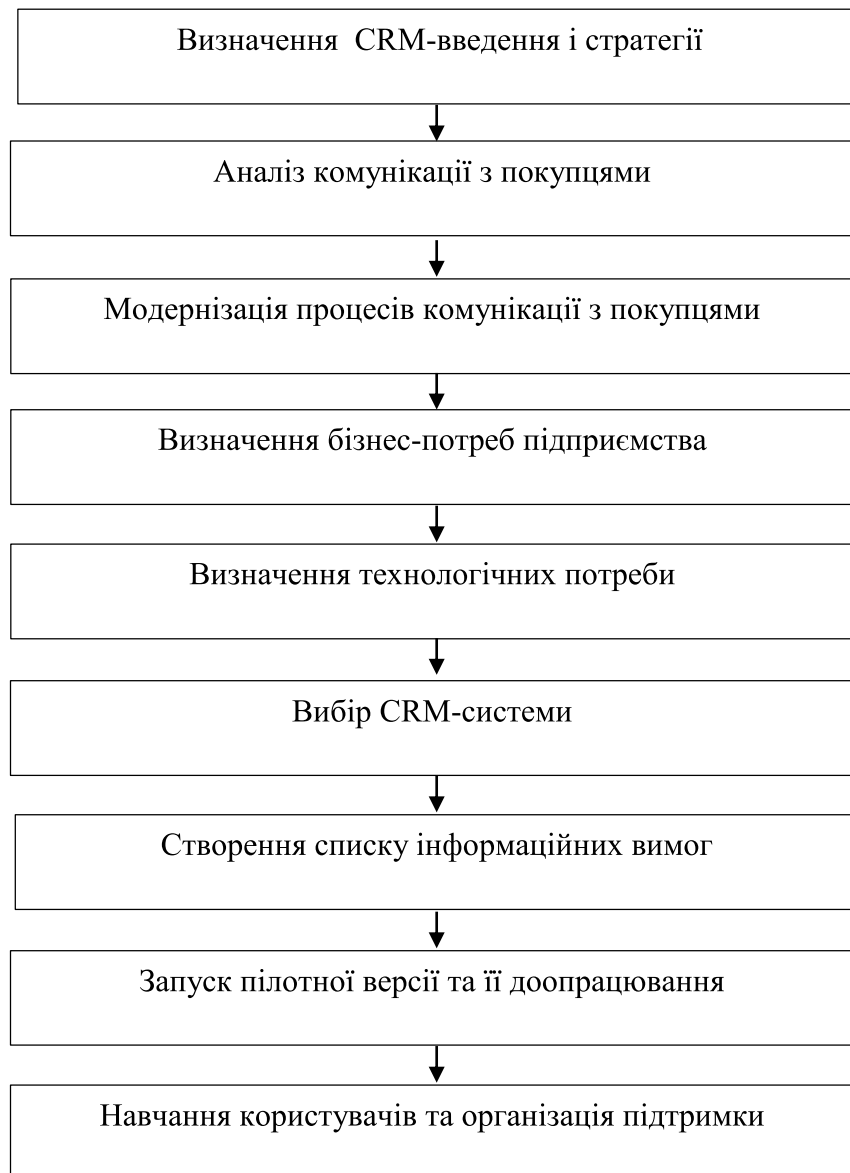 Визначення CRM-введення і стратегії
Аналіз комунікації з покупцями
Модернізація процесів комунікації з покупцями
Визначення бізнес-потреб підприємства
Визначення технологічних потреби
Вибір CRM-системи
Створення списку інформаційних вимог
Запуск пілотної версії та її доопрацювання
Навчання користувачів та організація підтримки